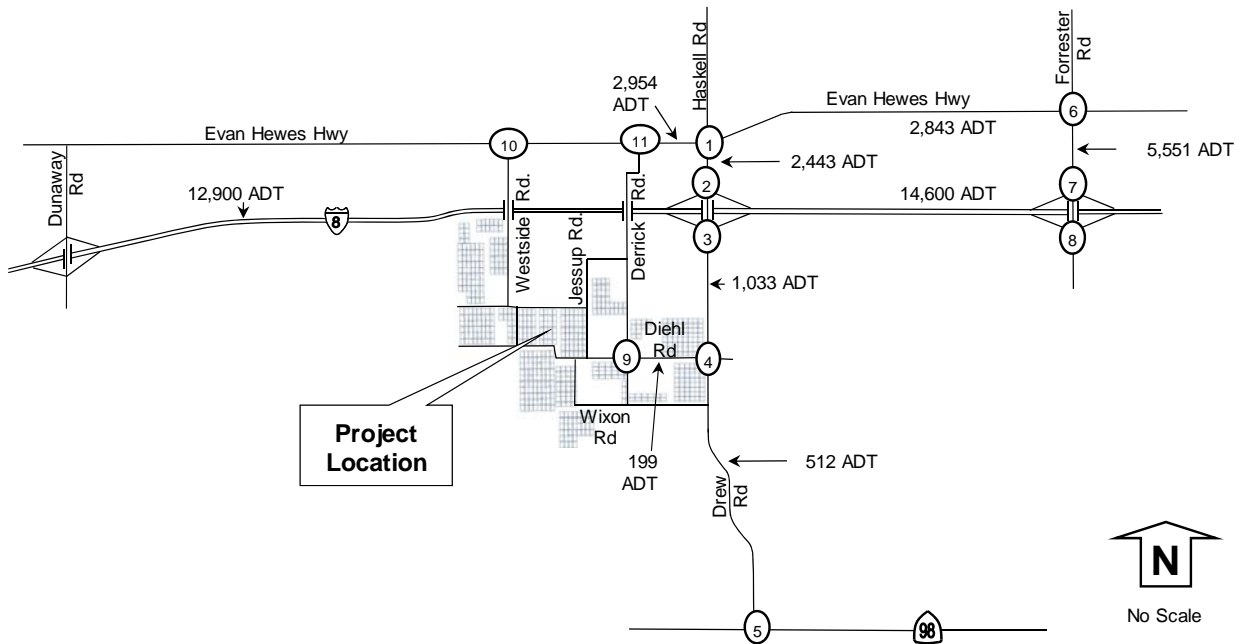 Haskell Rd
Forrester
Rd
2,954
ADT
Evan Hewes Hwy
6
Evan Hewes Hwy
10
11
1
2,843 ADT
2,443 ADT
5,551 ADT
Dunaway
Rd
12,900 ADT
8
Westside Rd.
Jessup Rd.
Derrick Rd.
2
14,600 ADT
7
3
8
1,033 ADT
Diehl
Rd
9
4
Wixon
Rd
Project
Location
199
ADT
512 ADT
Drew
Rd
N
No Scale
5
98